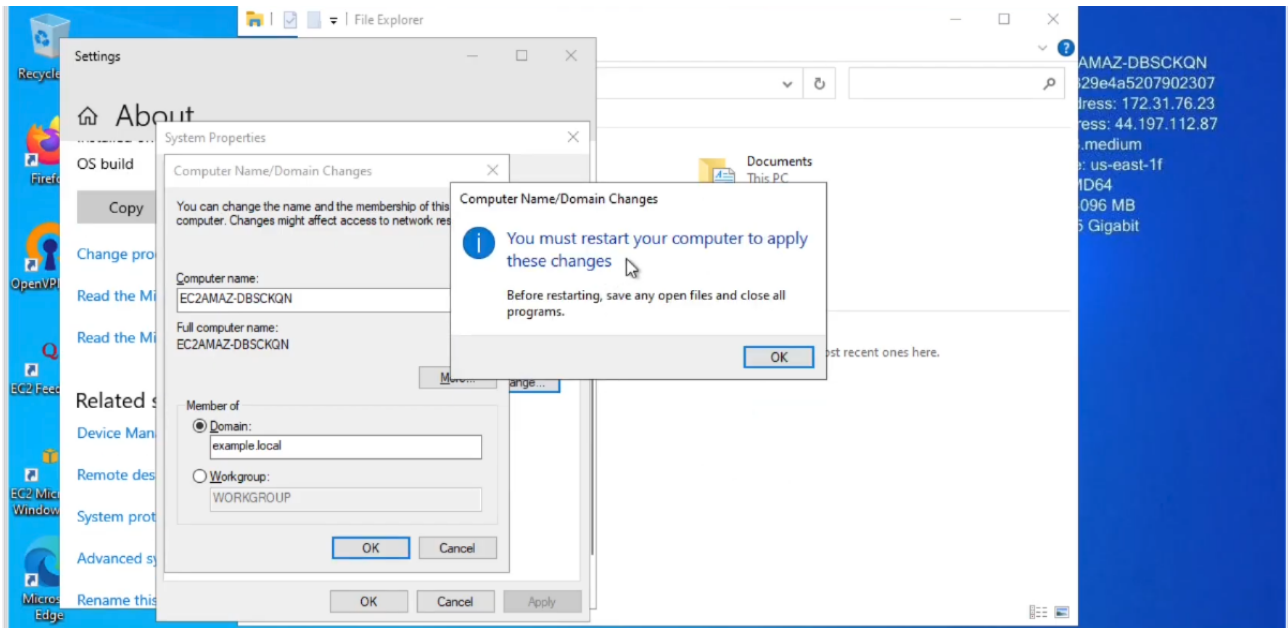 File Explorer
Settings
About
OS build
Copy
Change pro
Read the Mi
Read the Mi
Related s
Device Man
Remote des
System prot
Advanced sy
Rename this
System Properties
Computer Name/Domain Changes
You can change the name and the membership of this
computer. Changes might affect access to network res
Computer name:
EC2AMAZ-DBSCKQN
Full computer name:
EC2AMAZ-DBSCKQN
ange...
Member of
Domain:
example.local
Workgroup:
WORKGROUP
OK Cancel
OK Cancel Apply
Computer Name/Domain Changes
You must restart your computer to apply
these changes
Before restarting, save any open files and close all
programs.
OK
Documents
This PC
ost recent ones here.
Recycle
Firefo
OpenVP
EC2 Feed
EC2 Mic
Window
Micros
Edge
AMAZ-DBSCKQN
329e4a5207902307
dress: 172.31.76.23
ress: 44.197.112.87
.medium
: us-east-1f
MD64
096 MB
5 Gigabit